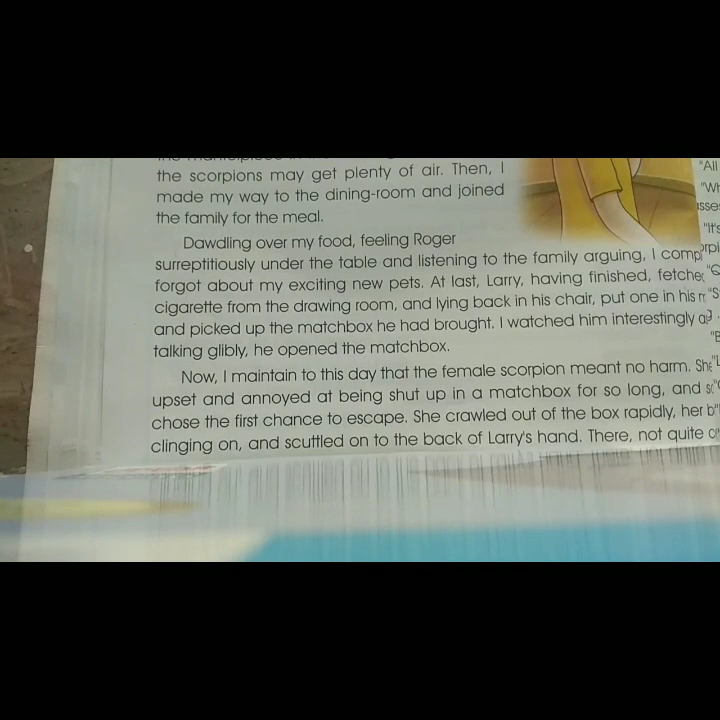 the scorpions may get plenty of air. Then, I
made my way to the dining-room and joined
the family for the meal.
Dawdling over my food, feeling Roger
surreptitiously under the table and listening to the family arguing, I comp
forgot about my exciting new pets. At last, Larry, having finished, fetche
cigarette from the drawing room, and lying back in his chair, put one in his
and picked up the matchbox he had brought. I watched him interestingly
talking glibly, he opened the matchbox.
Now, I maintain to this day that the female scorpion meant no harm. She
upset and annoyed at being shut up in a matchbox for so long, and
chose the first chance to escape. She crawled out of the box rapidly, her
clinging on, and scuttled on to the back of Larry's hand. There, not quite
"All
"Wh
"It's